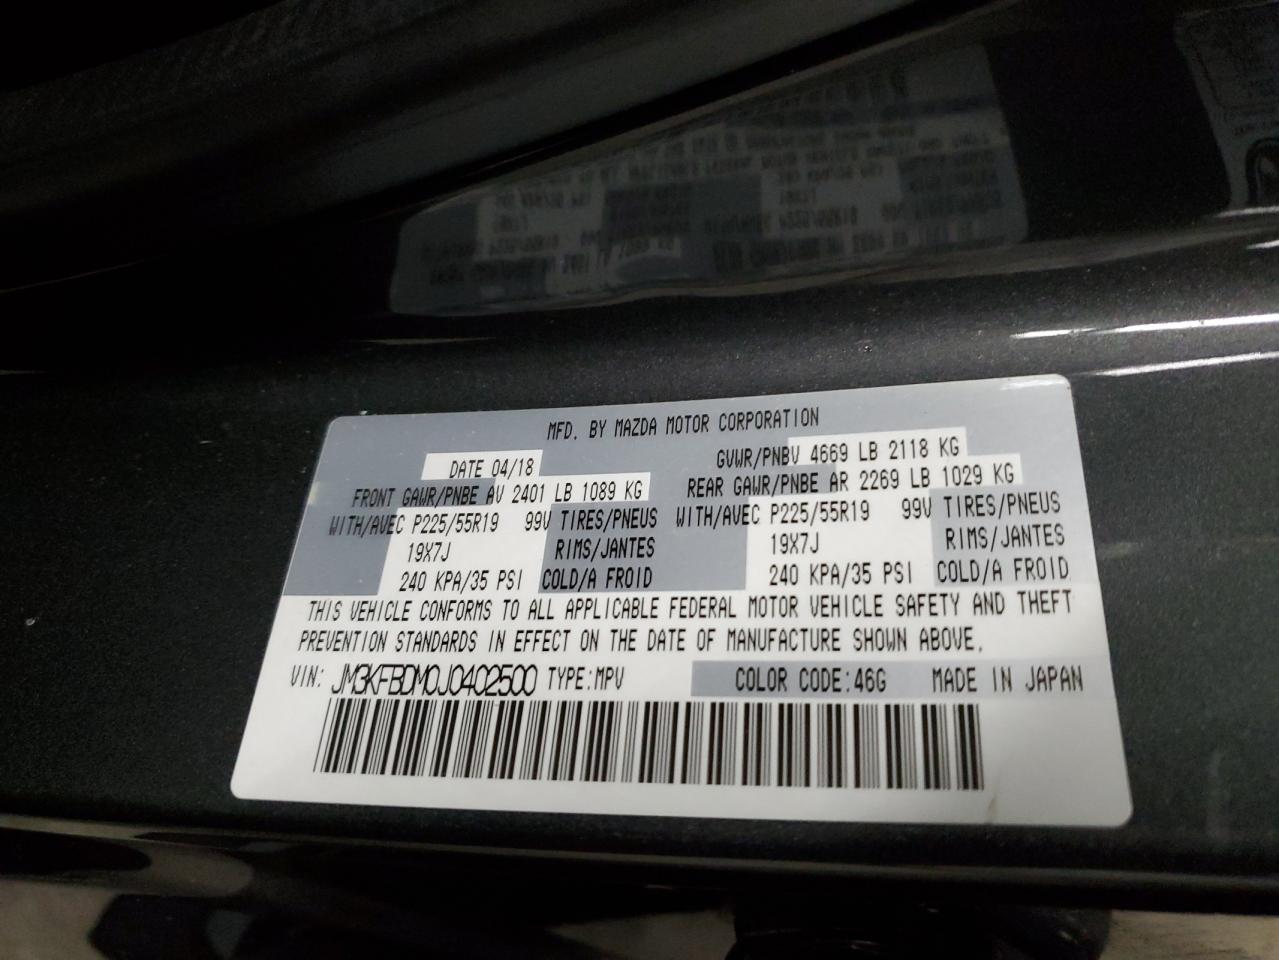 MFD. BY MAZDA MOTOR CORPORATION
DATE 04/18 GVWR/PNBV 4669 LB 2118 KG
FRONT GAWR/PNBE AV 2401 LB 1089 KG REAR GAWR/PNBE AR 2269 LB 1029 KG
WITH/AVEC P225/55R19 99V TIRES/PNEUS WITH/AVEC P225/55R19 99V TIRES/PNEUS
19X7J RIMS/JANTES 19X7J RIMS/JANTES
240 KPA/35 PSI COLD/A FROID 240 KPA/35 PSI COLD/A FROID
THIS VEHICLE CONFORMS TO ALL APPLICABLE FEDERAL MOTOR VEHICLE SAFETY AND THEFT
PREVENTION STANDARDS IN EFFECT ON THE DATE OF MANUFACTURE SHOWN ABOVE.
VIN: JM3KFBDM0J0402500 TYPE:MPV COLOR CODE:46G MADE IN JAPAN